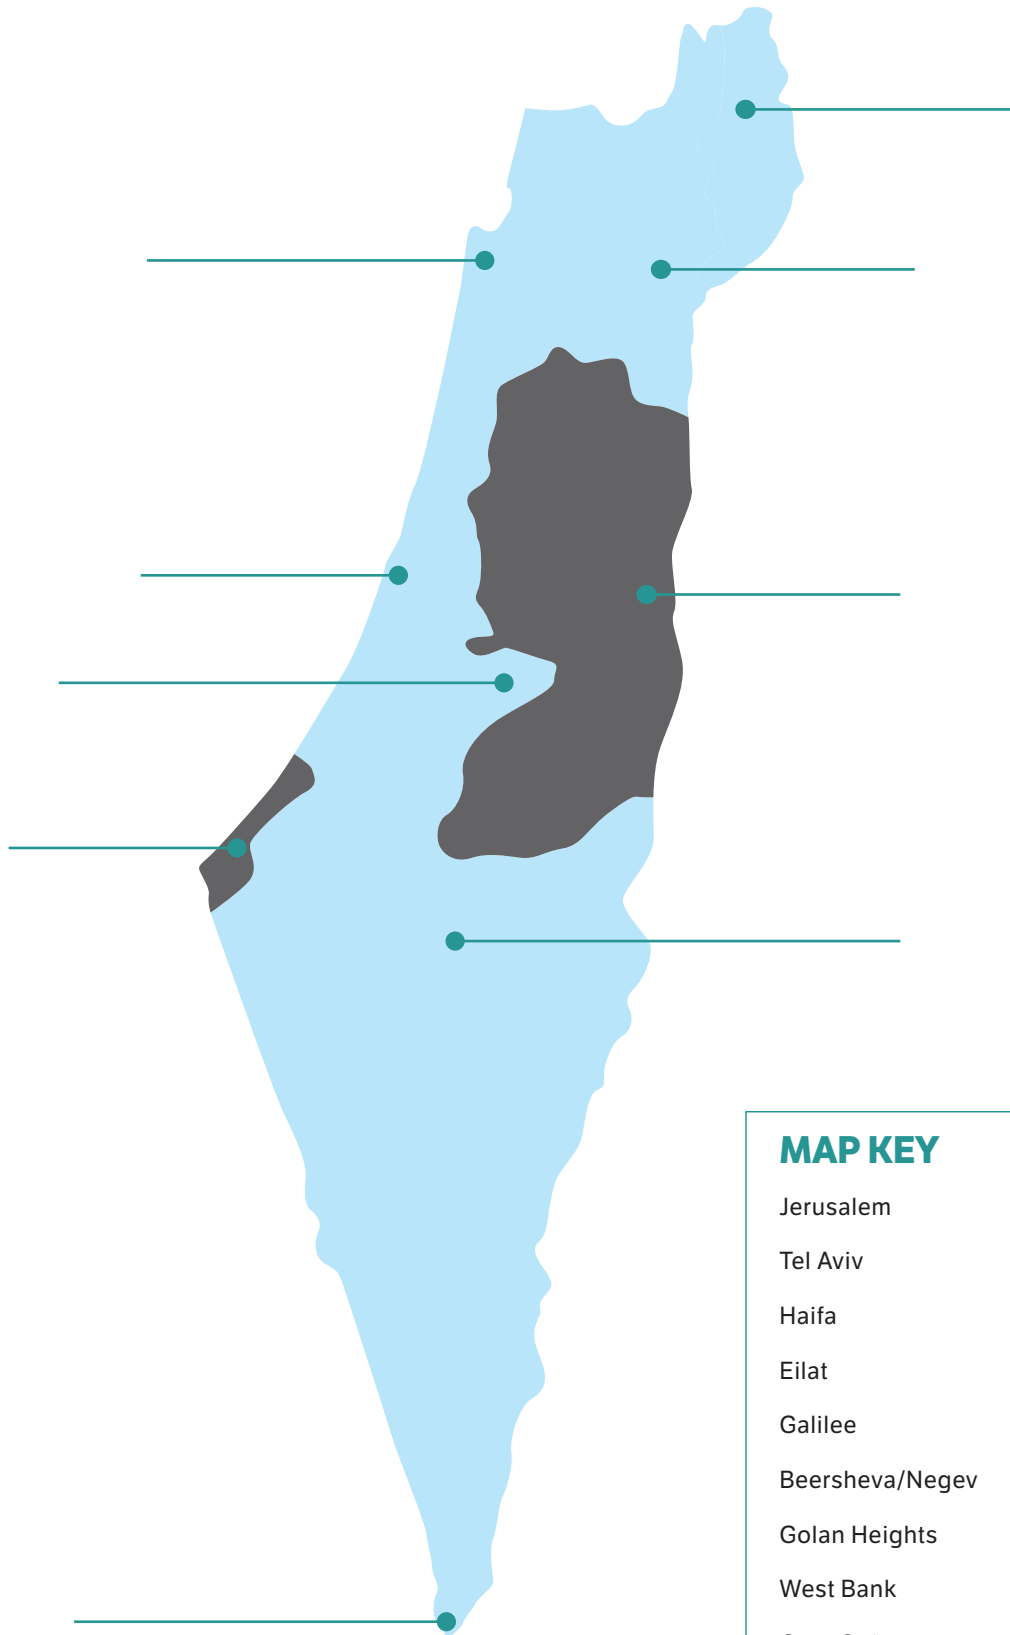 MAP KEY
Jerusalem
Tel Aviv
Haifa
Eilat
Galilee
Beersheva/Negev
Golan Heights
West Bank